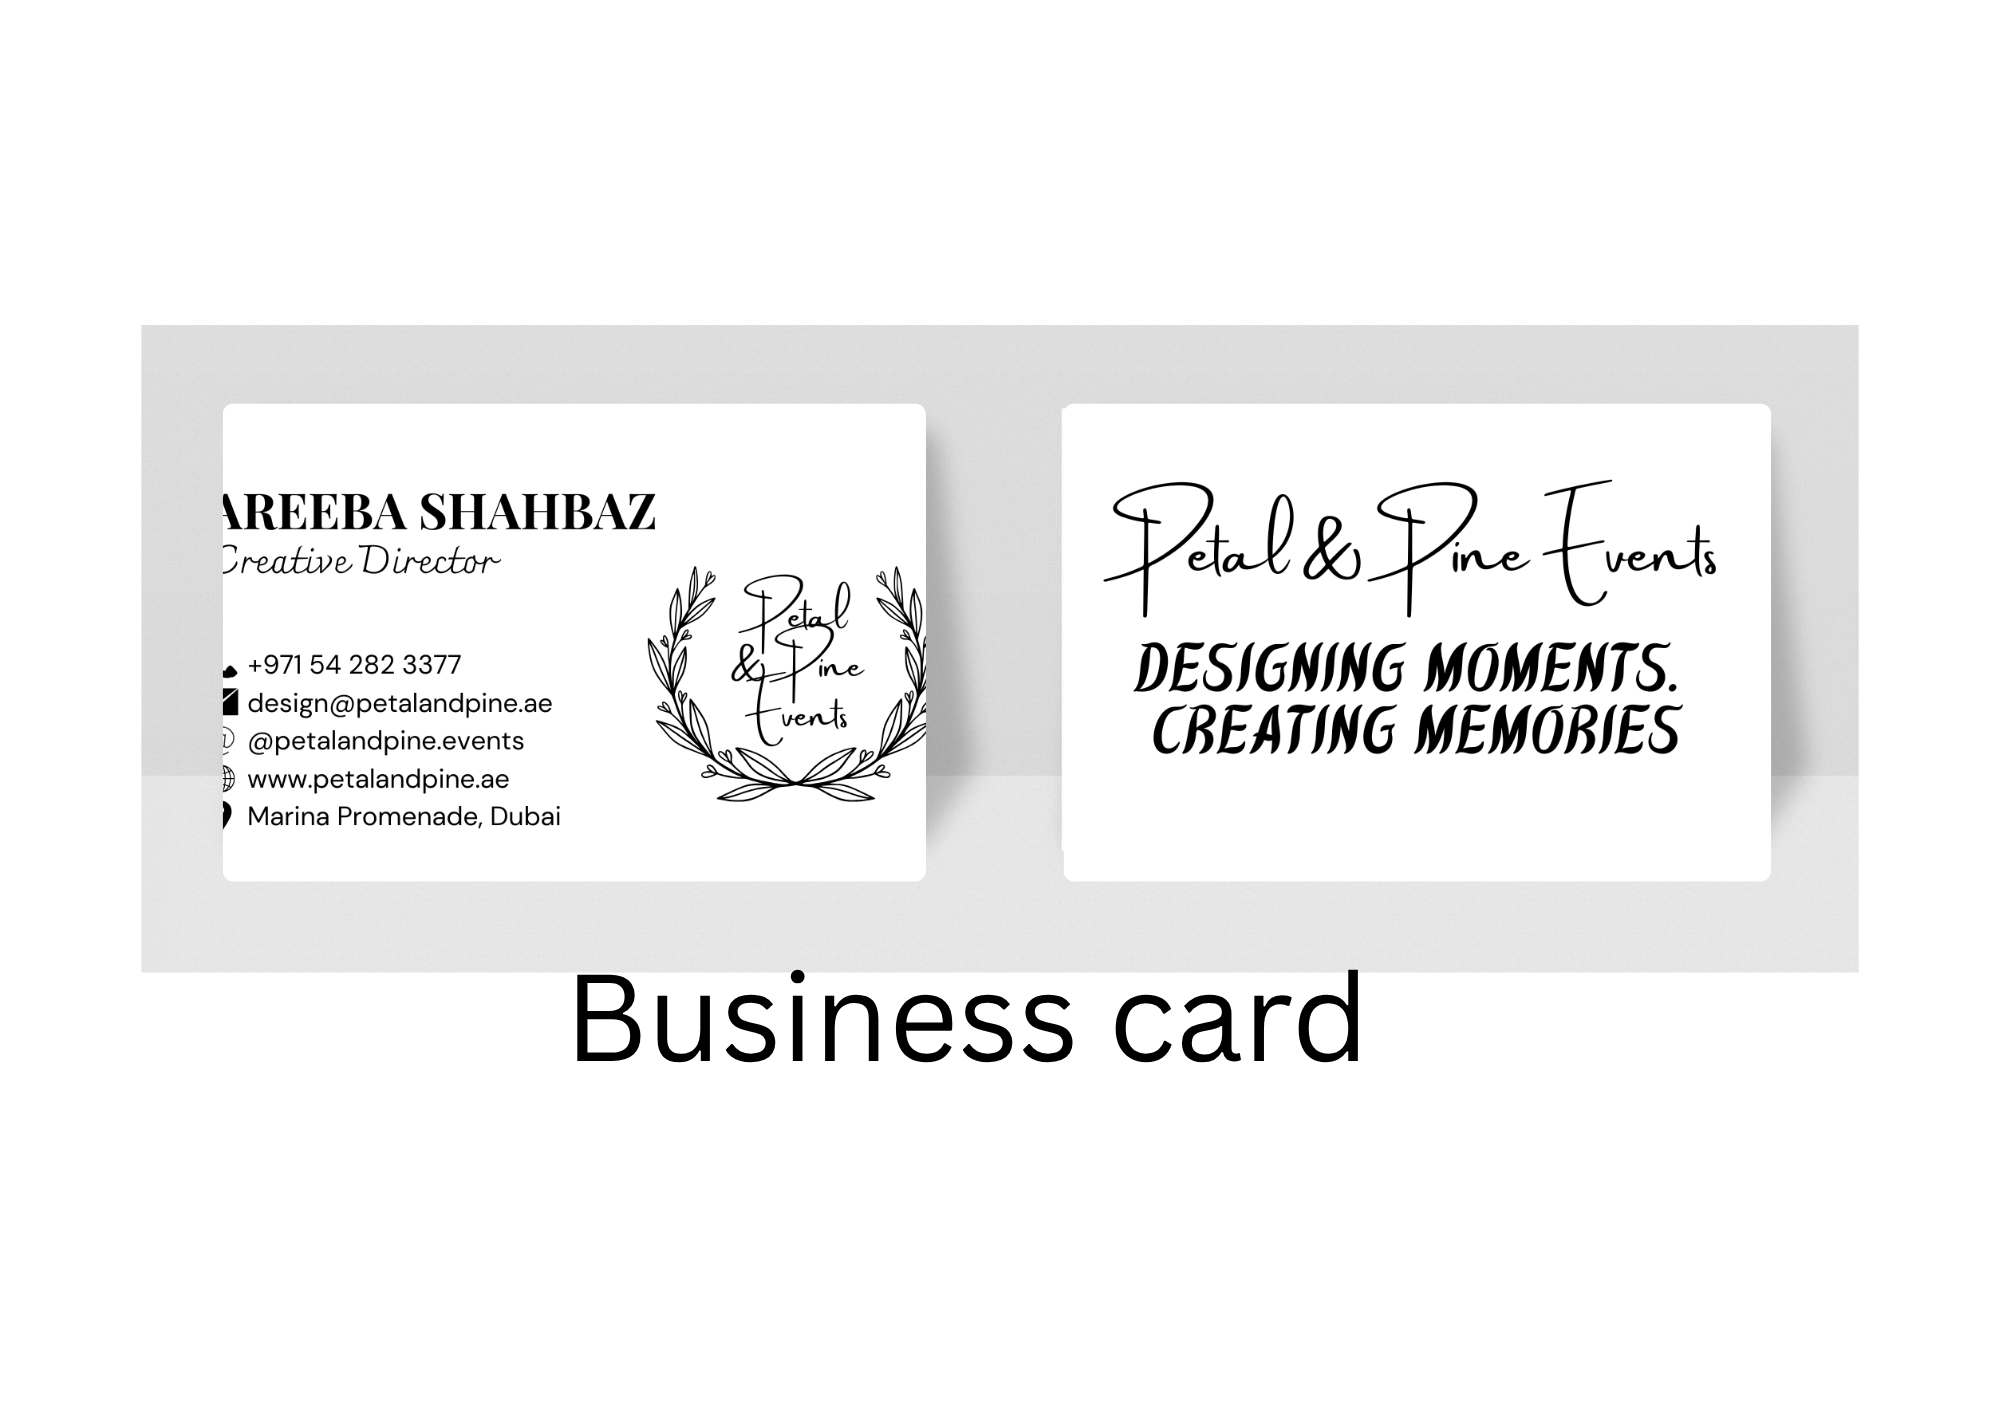 AREEBA SHAHBAZ
Creative Director
+971 54 282 3377
design@petalandpine.ae
@petalandpine.events
www.petalandpine.ae
Marina Promenade, Dubai
Petal
& Pine
Events
Petal & Pine Events
DESIGNING MOMENTS.
CREATING MEMORIES
Business card